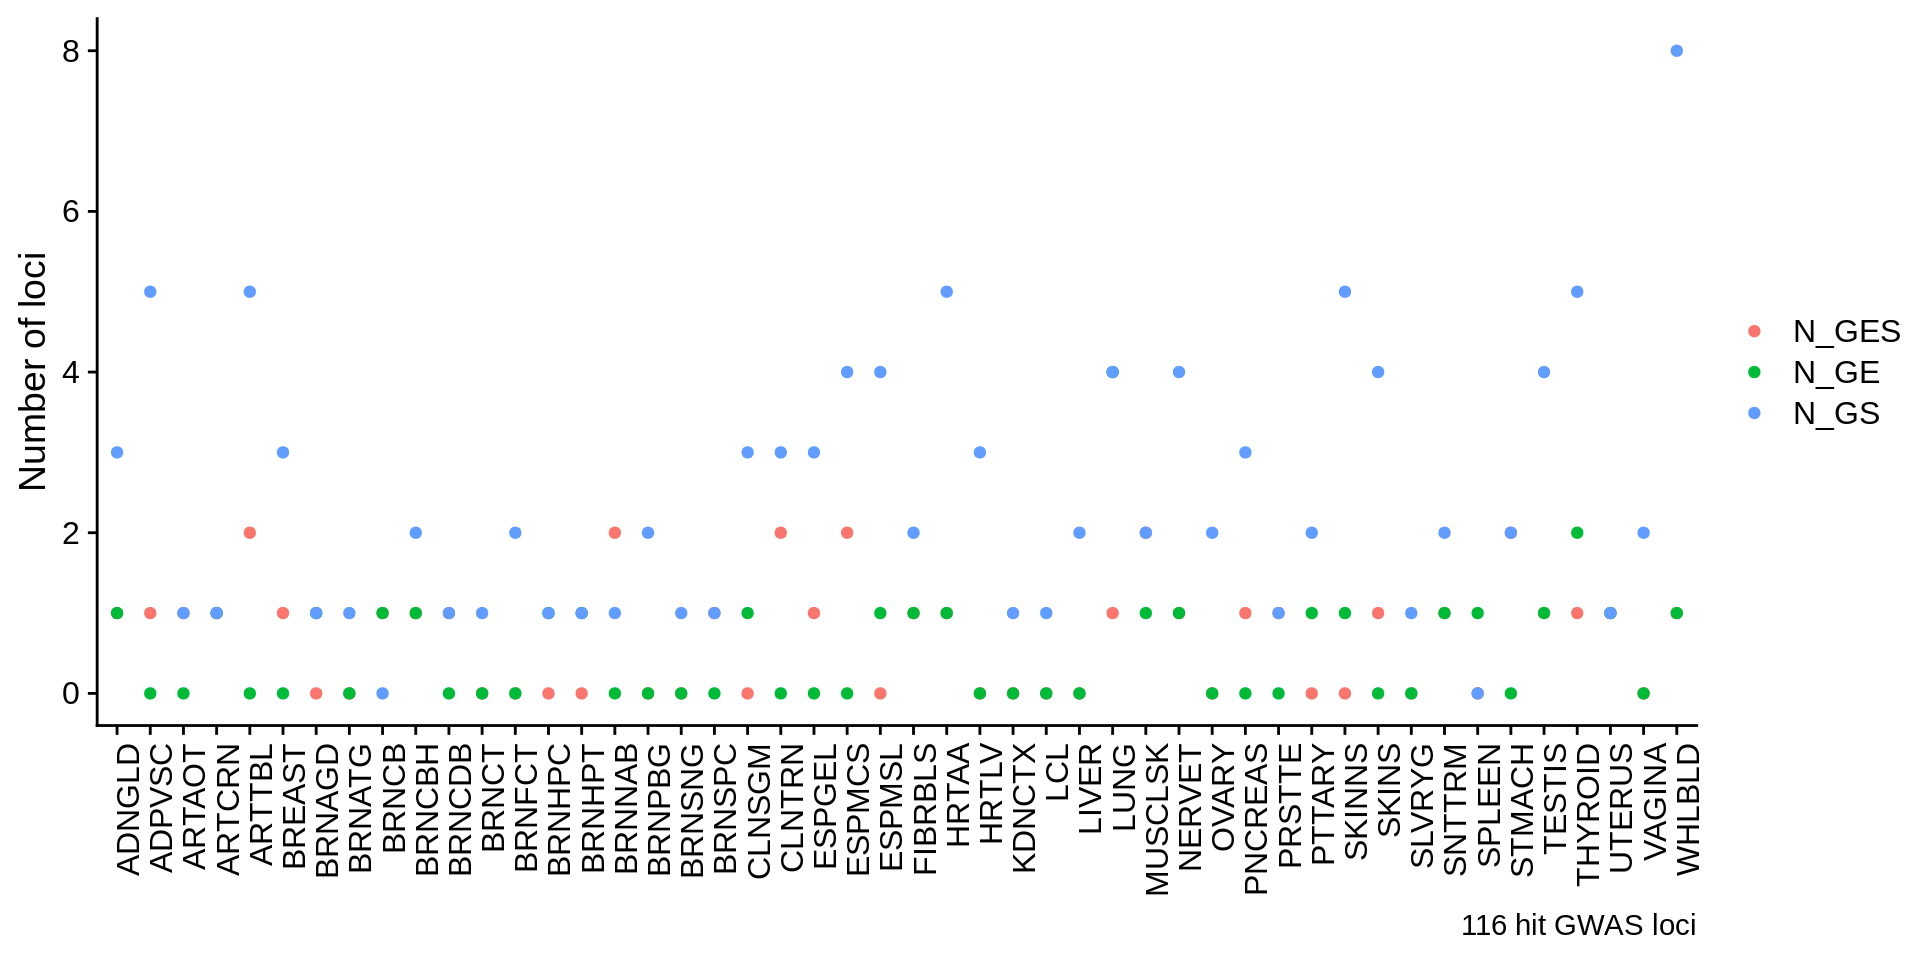 Number of loci
8
6
4
2
0
ADNGLD
ADPVSC
ARTAOT
ARTCRN
ARTTBL
BREAST
BRNAGD
BRNATG
BRNCB
BRNCBH
BRNCDB
BRNCT
BRNFCT
BRNHPC
BRNHPT
BRNNAB
BRNPBG
BRNSNG
BRNSPC
CLNSGM
CLNTRN
ESPGEL
ESPMCS
ESPMSL
FIBRBLS
HRTAA
HRTLV
KDNCTX
LCL
LIVER
LUNG
MUSCLSK
NERVET
OVARY
PNCREAS
PRSTTE
PTTARY
SKINNS
SKINS
SLVRYG
SNTTRM
SPLEEN
STMACH
TESTIS
THYROID
UTERUS
VAGINA
WHLBLD
N_GES
N_GE
N_GS
116 hit GWAS loci